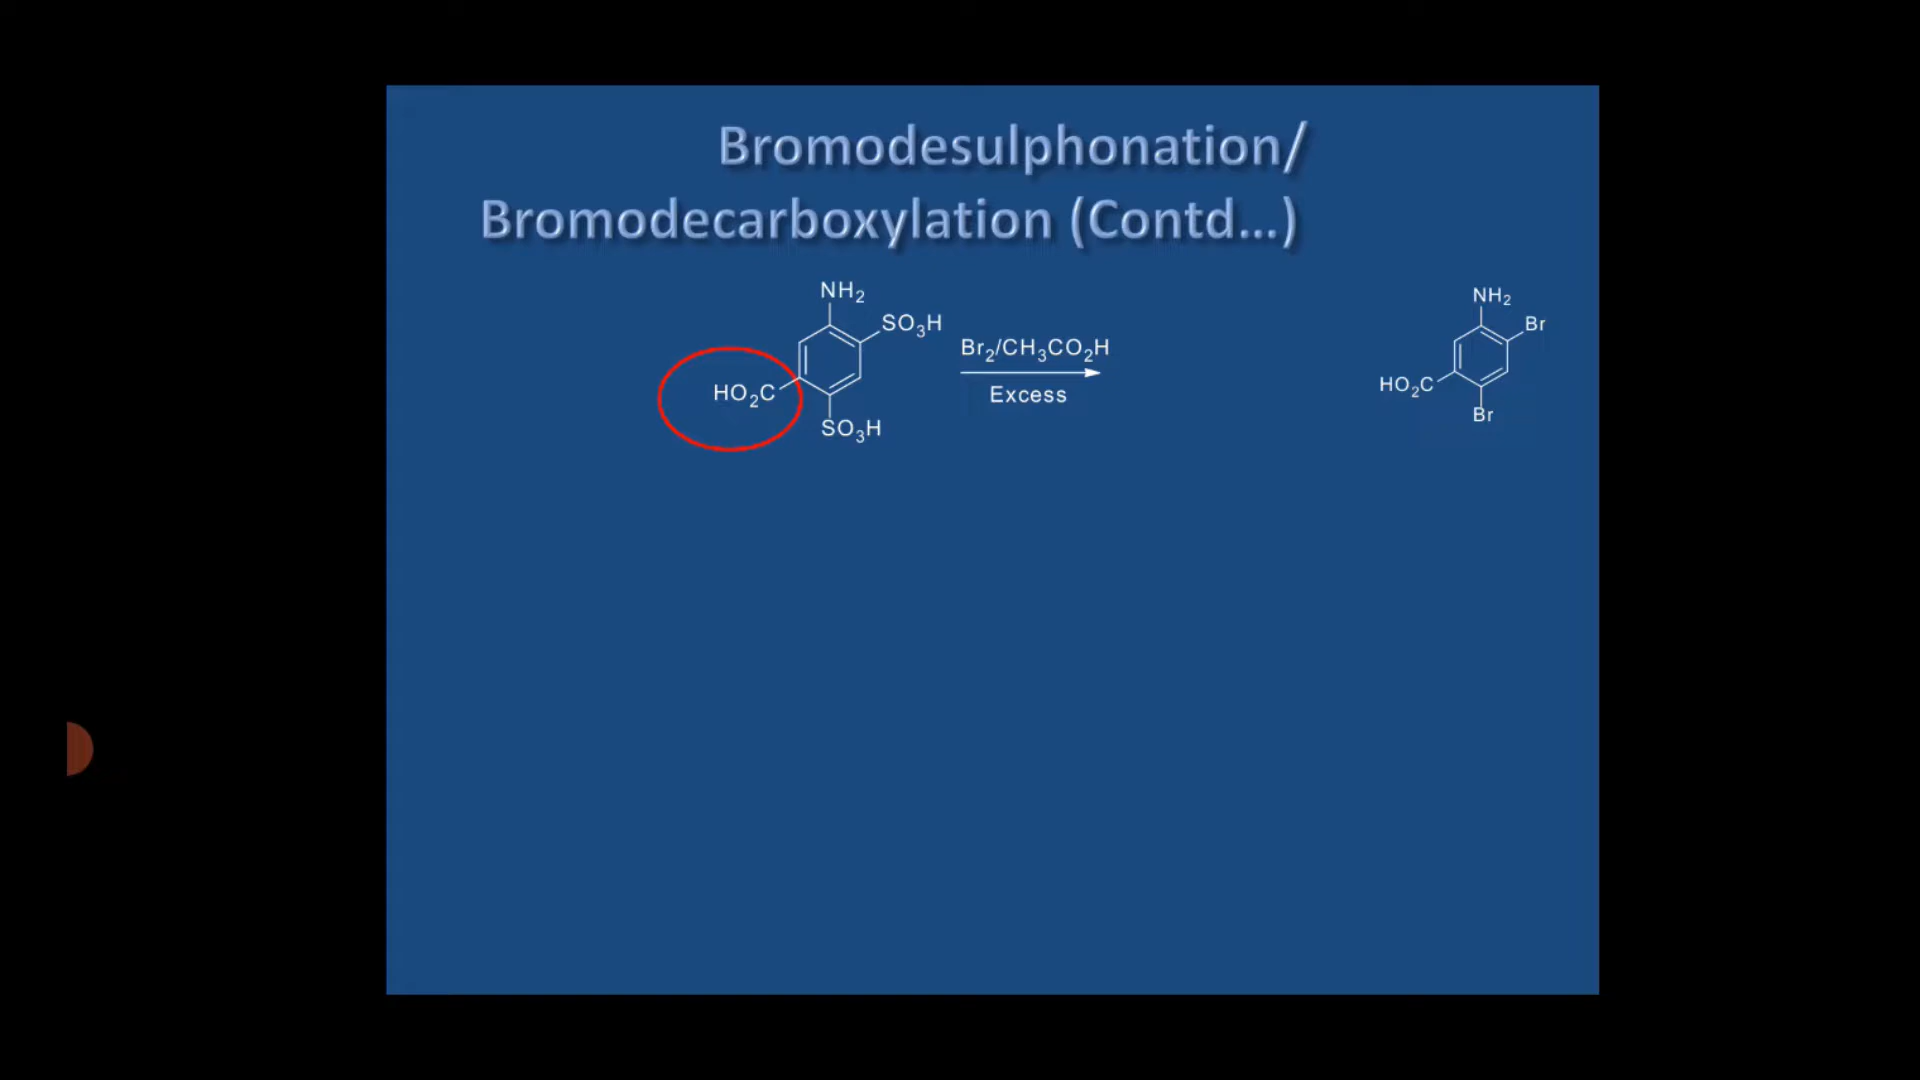 Bromodesulphonation/
Bromodecarboxylation (Contd...)
NH2
SO3H
HO2C
SO3H
Br2/CH3CO2H
Excess
NH2
Br
HO2C
Br